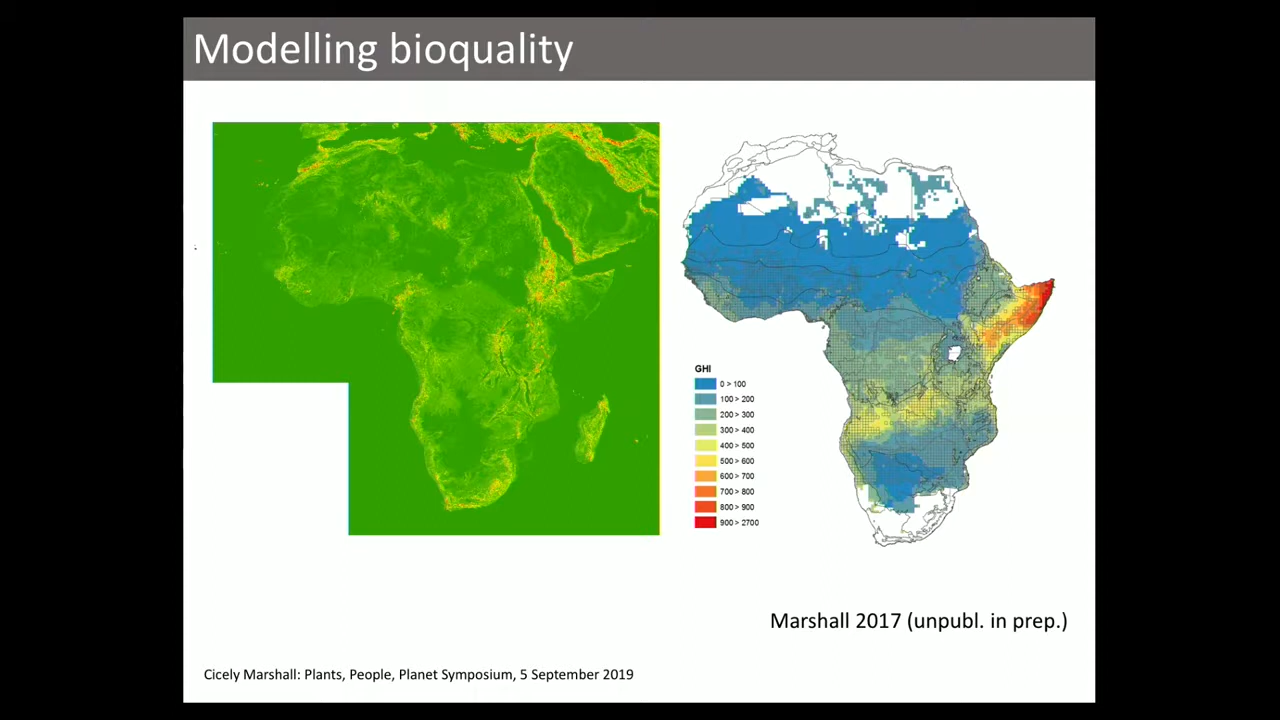 Modelling bioquality
GHI
0 > 100
100 > 200
200 > 300
300 > 400
400 > 500
500 > 600
600 > 700
700 > 800
800 > 900
900 > 2700
Marshall 2017 (unpubl. in prep.)
Cicely Marshall: Plants, People, Planet Symposium, 5 September 2019